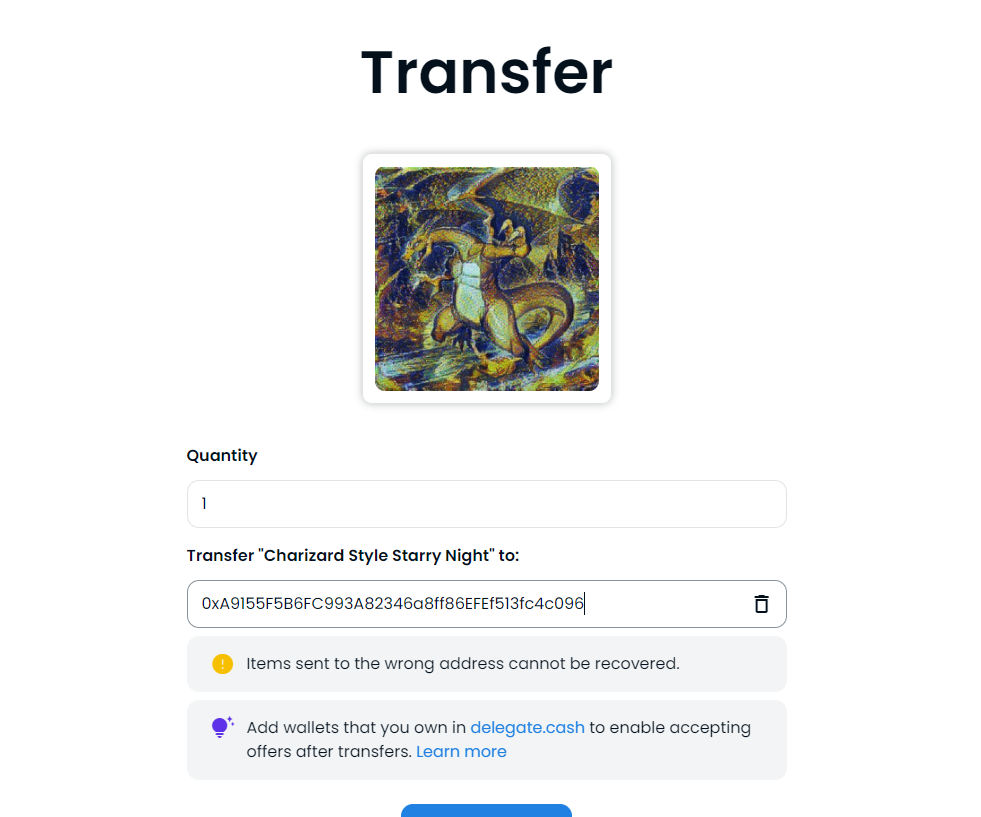 Transfer
Quantity
1
Transfer "Charizard Style Starry Night" to:
0xA9155F5B6FC993A82346a8ff86EFEf513fc4c096
Items sent to the wrong address cannot be recovered.
Add wallets that you own in delegate.cash to enable accepting
offers after transfers. Learn more